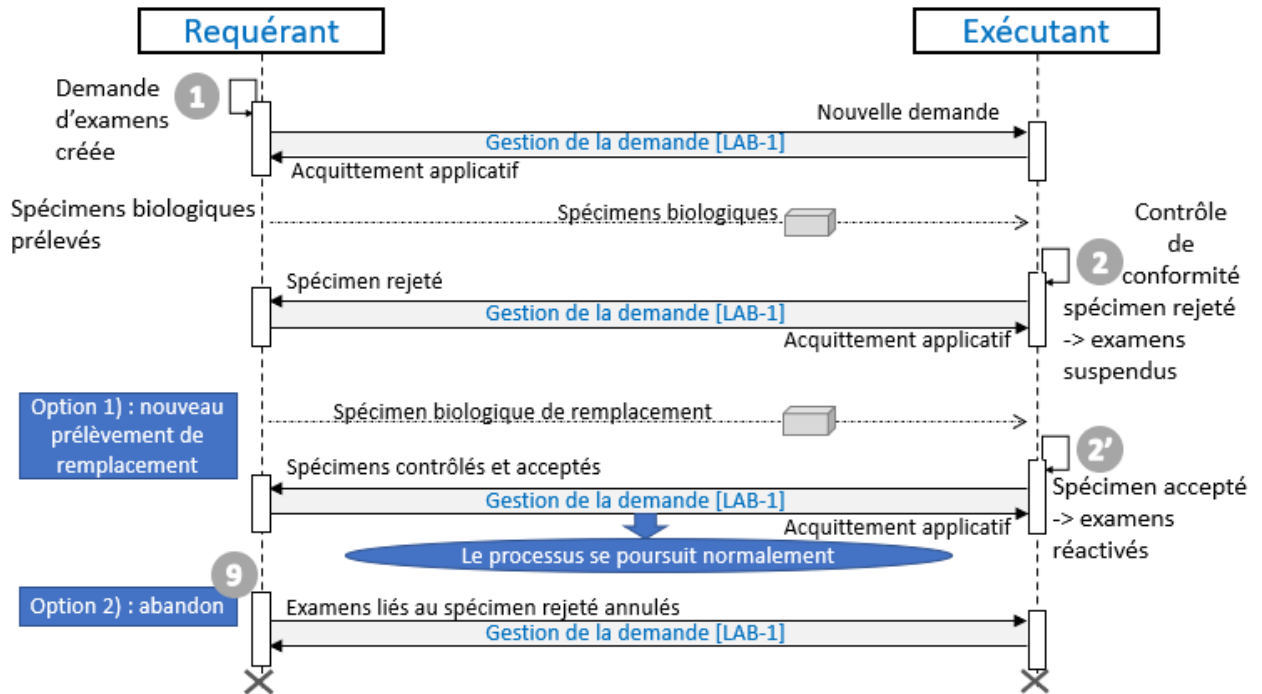 Requérant
Exécutant
Demande
d'examens
créée
1
Nouvelle demande
Gestion de la demande [LAB-1]
Acquittement applicatif
Spécimens biologiques
prélevés
Spécimens biologiques
Contrôle
de
conformité
spécimen rejeté
-> examens
suspendus
2
Spécimen rejeté
Gestion de la demande [LAB-1]
Acquittement applicatif
Option 1) : nouveau
prélèvement de
remplacement
Spécimen biologique de remplacement
2’
Spécimens contrôlés et acceptés
Gestion de la demande [LAB-1]
Acquittement applicatif
Spécimen accepté
-> examens
réactivés
Le processus se poursuit normalement
9
Option 2) : abandon
Examens liés au spécimen rejeté annulés
Gestion de la demande [LAB-1]